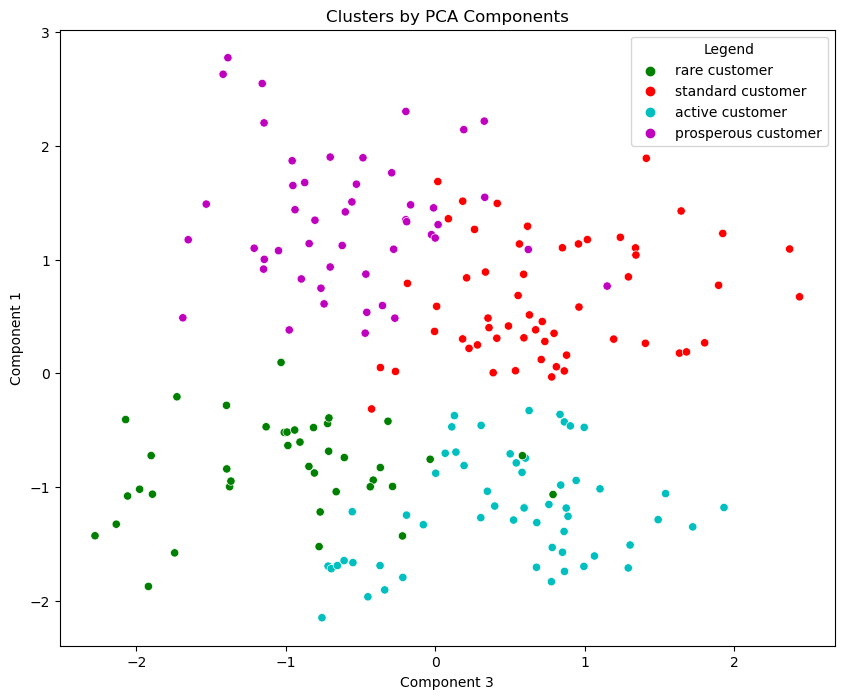 Clusters by PCA Components
Legend
rare customer
standard customer
active customer
prosperous customer
3
2
1
0
−1
−2
Component 1
−2
−1
0
1
2
Component 3